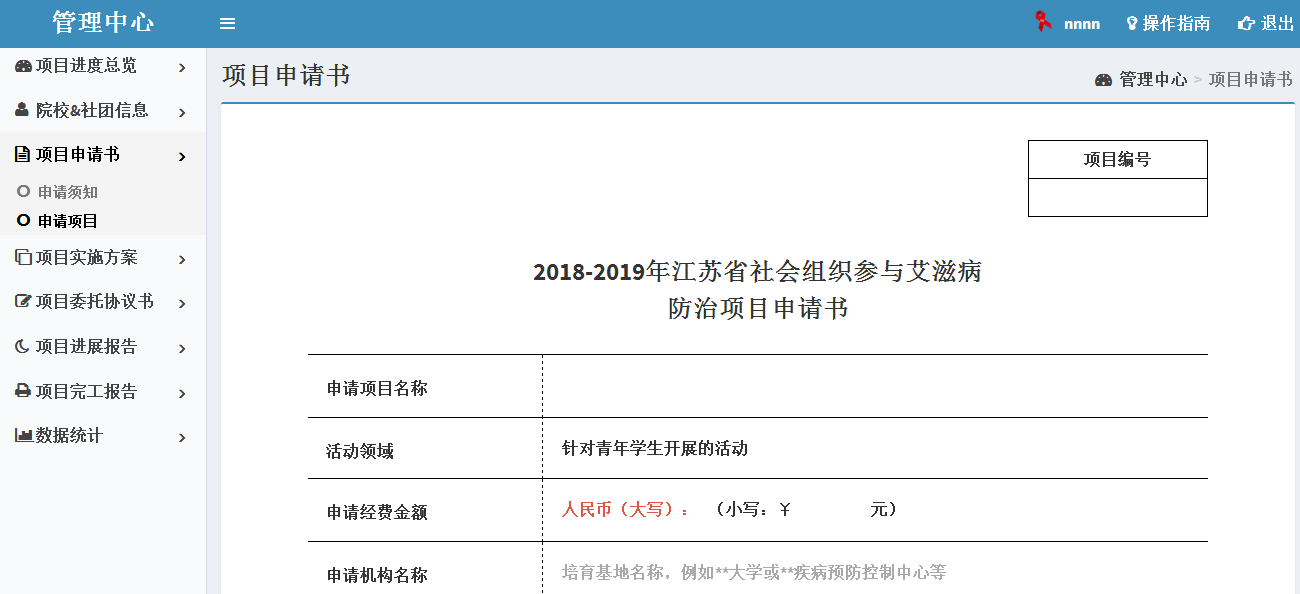 管理中心
nnnn 操作指南 退出
项目进度总览
院校&社团信息
项目申请书
申请须知
申请项目
项目实施方案
项目委托协议书
项目进展报告
项目完工报告
数据统计
项目申请书
管理中心 > 项目申请书
项目编号
2018-2019年江苏省社会组织参与艾滋病
防治项目申请书
申请项目名称
活动领域 针对青年学生开展的活动
申请经费金额 人民币（大写）： （小写：￥ 元）
申请机构名称 培育基地名称，例如**大学或**疾病预防控制中心等